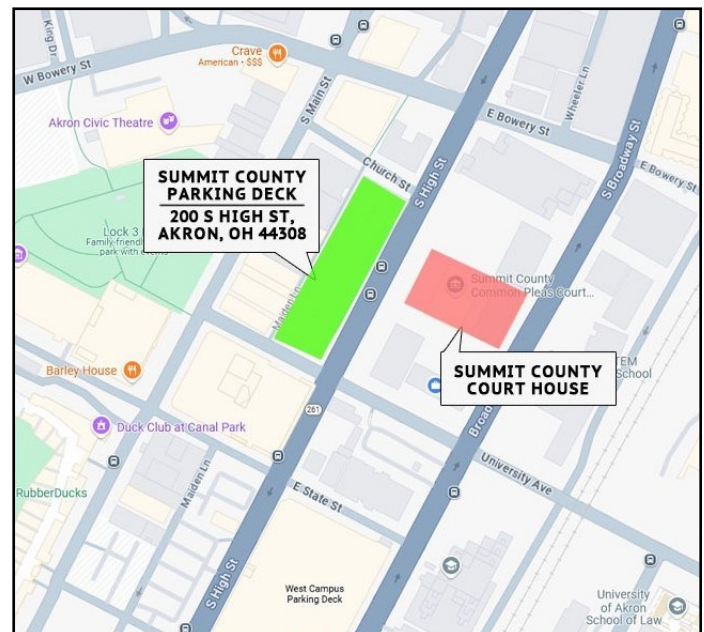 King Dr
W Bowery St
Crave
American • $$$
Akron Civic Theatre
S Main St
E Bowery St
Wheeler Ln
E Bowery St
S High St
S Broadway St
Church St
SUMMIT COUNTY
PARKING DECK
200 S HIGH ST,
AKRON, OH 44308
Lock 3
Family-friendl
park with events
Maiden Ln
Summit County
Common Pleas Court...
SUMMIT COUNTY
COURT HOUSE
TEM
School
Barley House
261
Broad
Duck Club at Canal Park
University Ave
RubberDucks
Maiden Ln
E State St
S High St
West Campus
Parking Deck
University
of Akron
School of Law